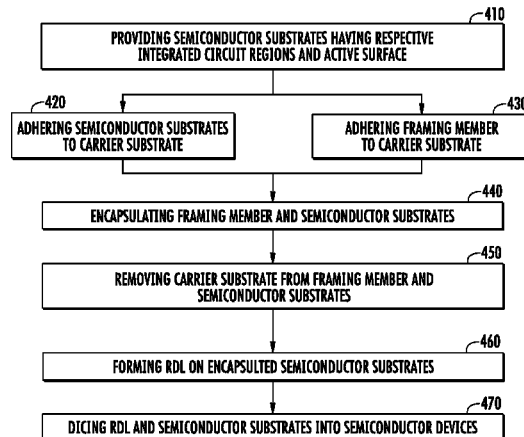 410
PROVIDING SEMICONDUCTOR SUBSTRATES HAVING RESPECTIVE
INTEGRATED CIRCUIT REGIONS AND ACTIVE SURFACE
420
ADHERING SEMICONDUCTOR SUBSTRATES
TO CARRIER SUBSTRATE
430
ADHERING FRAMING MEMBER
TO CARRIER SUBSTRATE
440
ENCAPSULATING FRAMING MEMBER AND SEMICONDUCTOR SUBSTRATES
450
REMOVING CARRIER SUBSTRATE FROM FRAMING MEMBER AND
SEMICONDUCTOR SUBSTRATES
460
FORMING RDL ON ENCAPSULTED SEMICONDUCTOR SUBSTRATES
470
DICING RDL AND SEMICONDUCTOR SUBSTRATES INTO SEMICONDUCTOR DEVICES